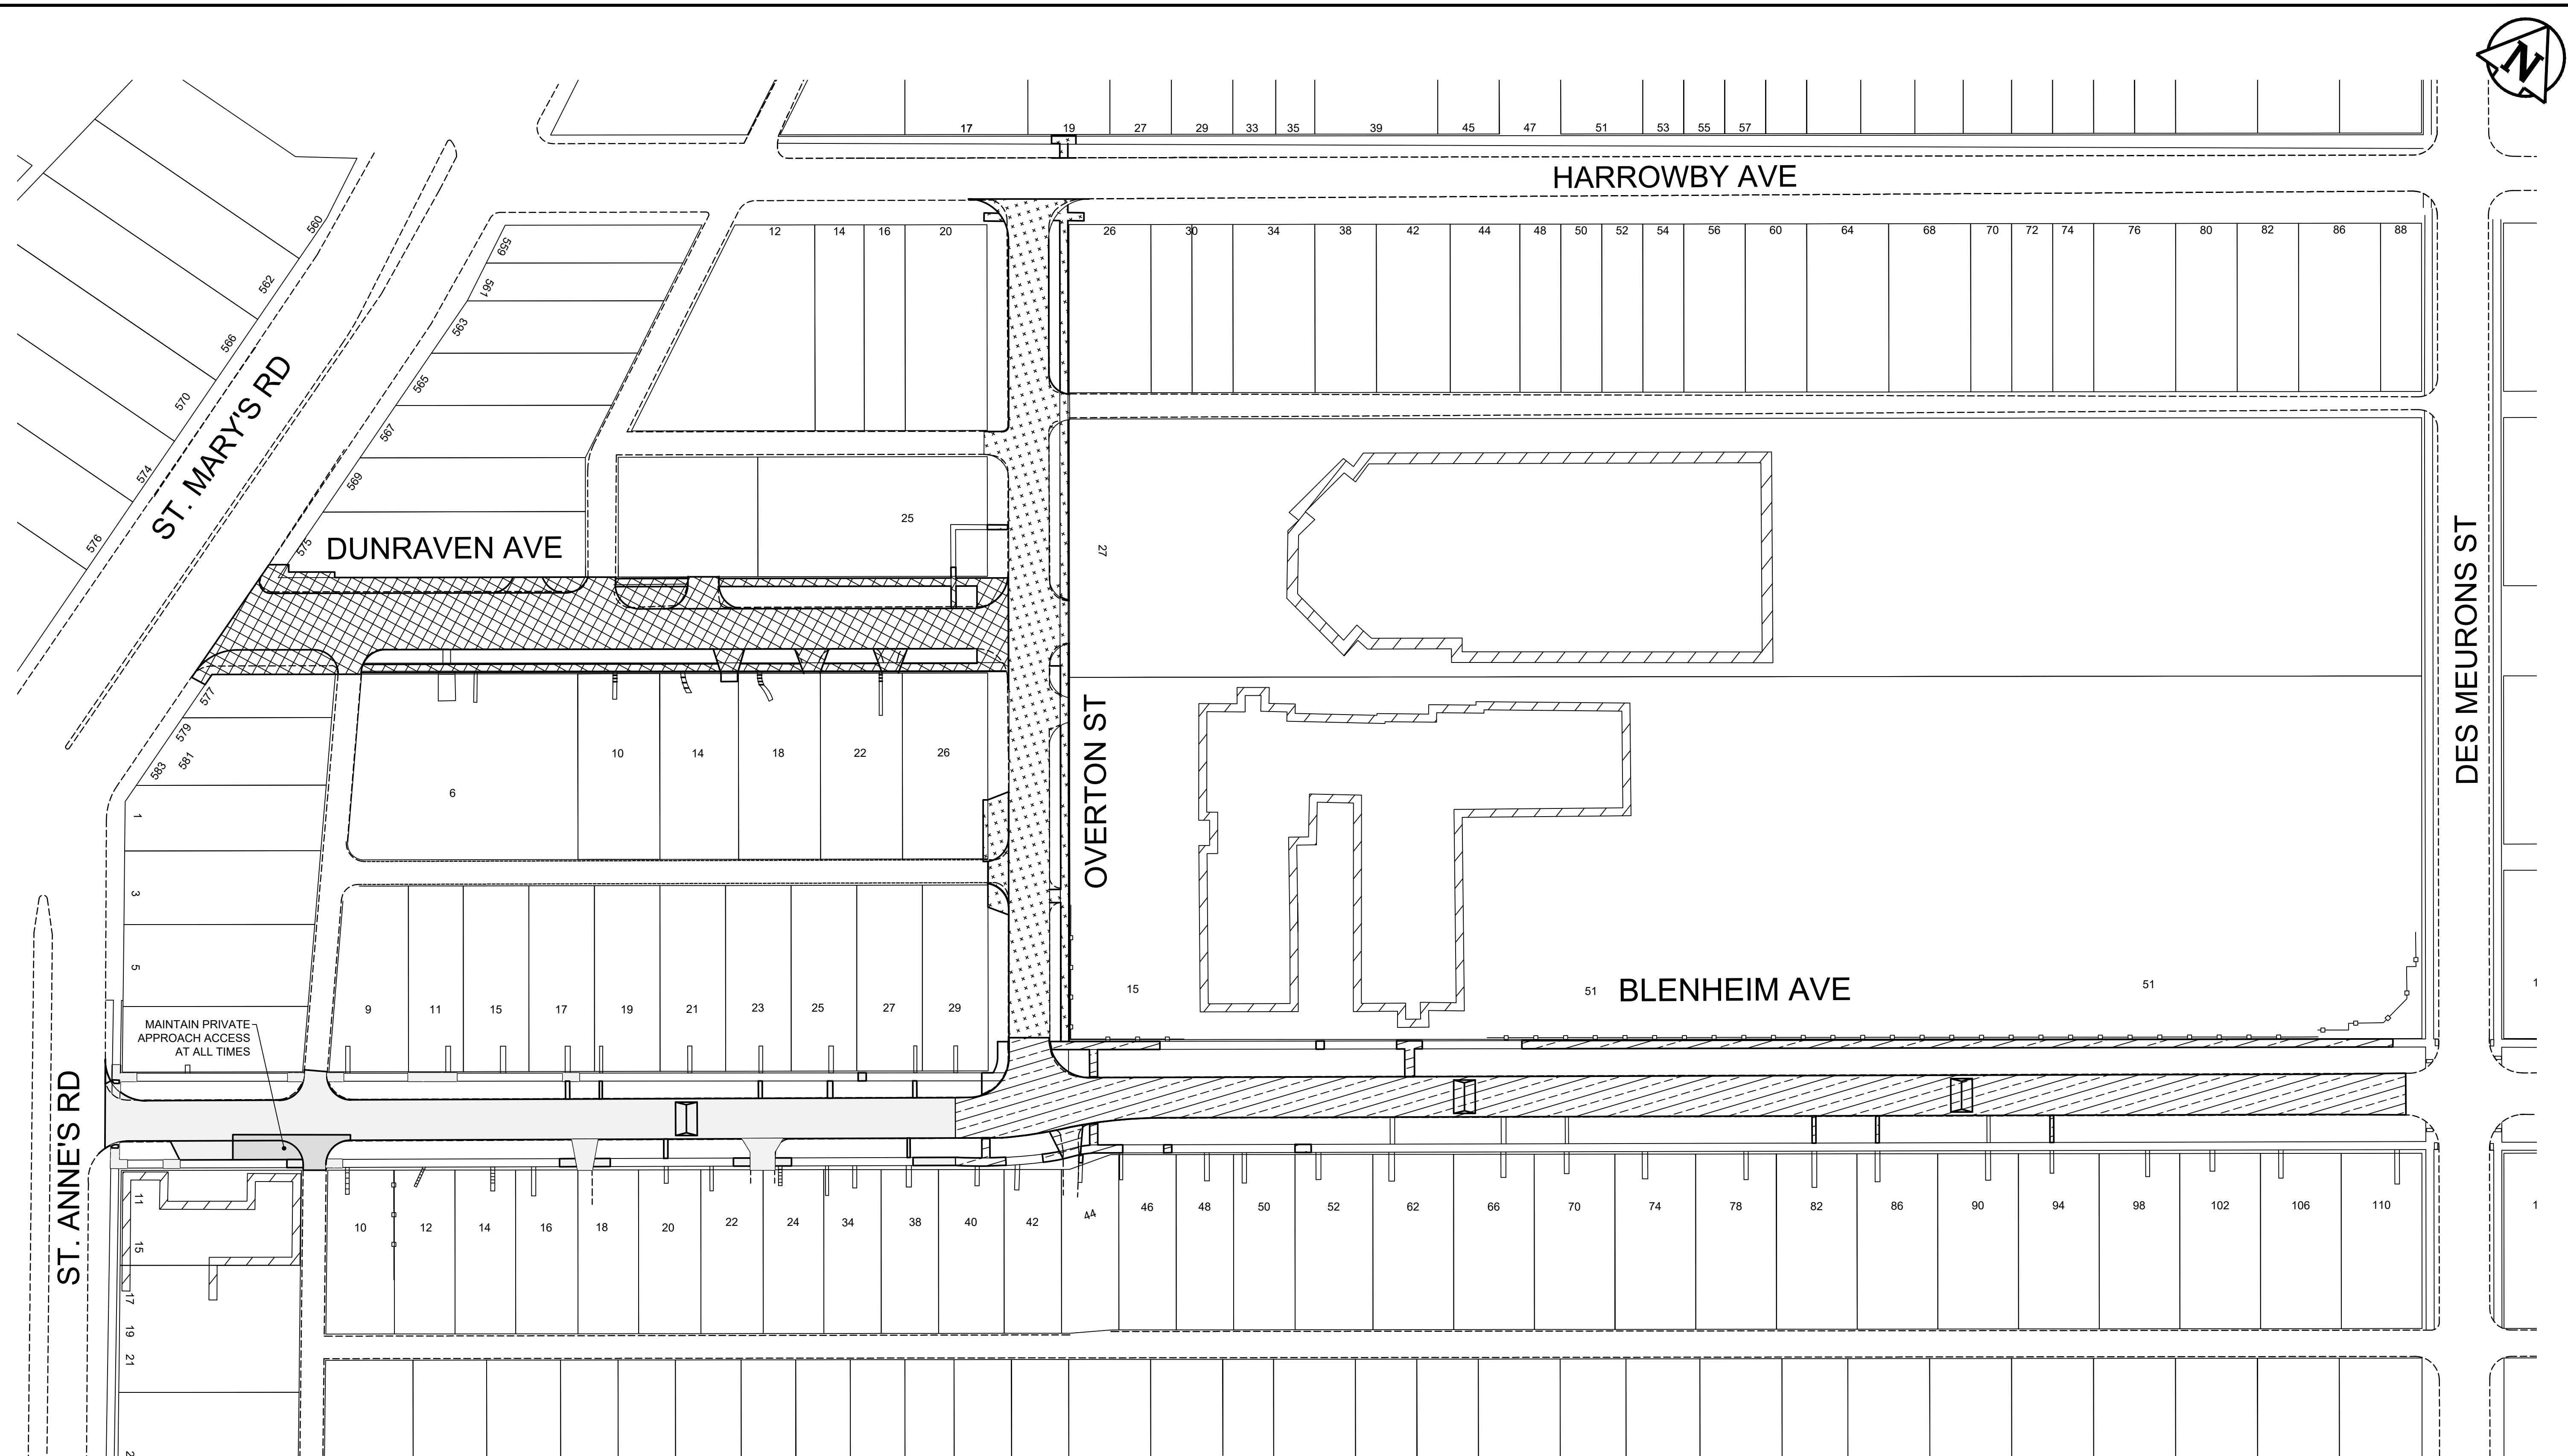 N
17 19 27 29 33 35 39 45 47 51 53 55 57
HARROWBY AVE
12 14 16 20 26 30 34 38 42 44 48 50 52 54 56 60 64 68 70 72 74 76 80 82 86 88
560
562
566
570
574
576
ST. MARY'S RD
559
561
563
565
567
569
575
DUNRAVEN AVE
25
27
577
579
581
583
6 10 14 18 22 26
OVERTON ST
DES MEURONS ST
1
3
5
15 51 BLENHEIM AVE 51
1
9 11 15 17 19 21 23 25 27 29
MAINTAIN PRIVATE
APPROACH ACCESS
AT ALL TIMES
ST. ANNE'S RD
11
15
17
19
21
2
10 12 14 16 18 20 22 24 34 38 40 42 44 46 48 50 52 62 66 70 74 78 82 86 90 94 98 102 106 110
1